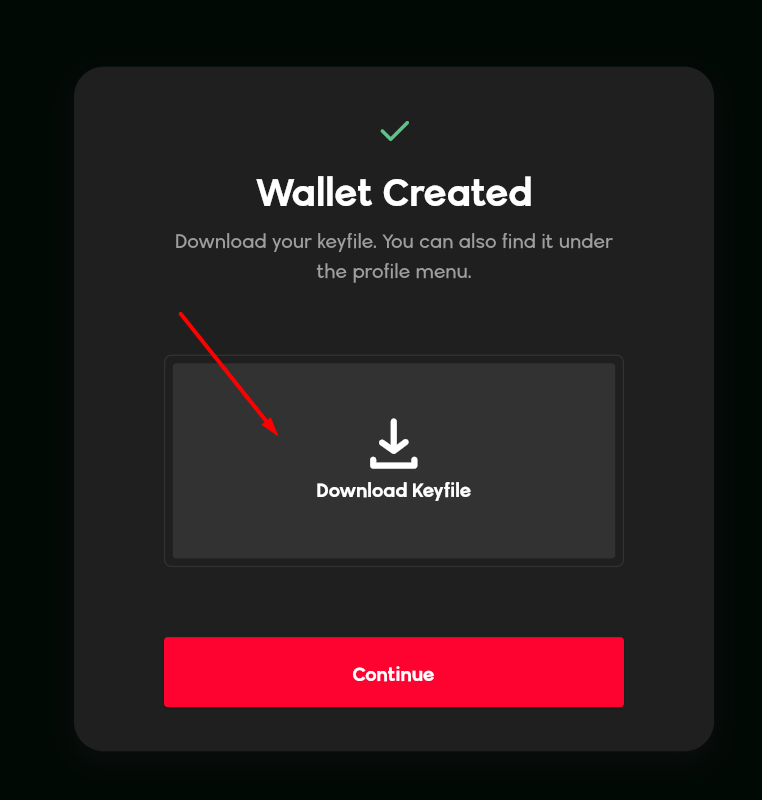 Wallet Created
Download your keyfile. You can also find it under
the profile menu.
Download Keyfile
Continue